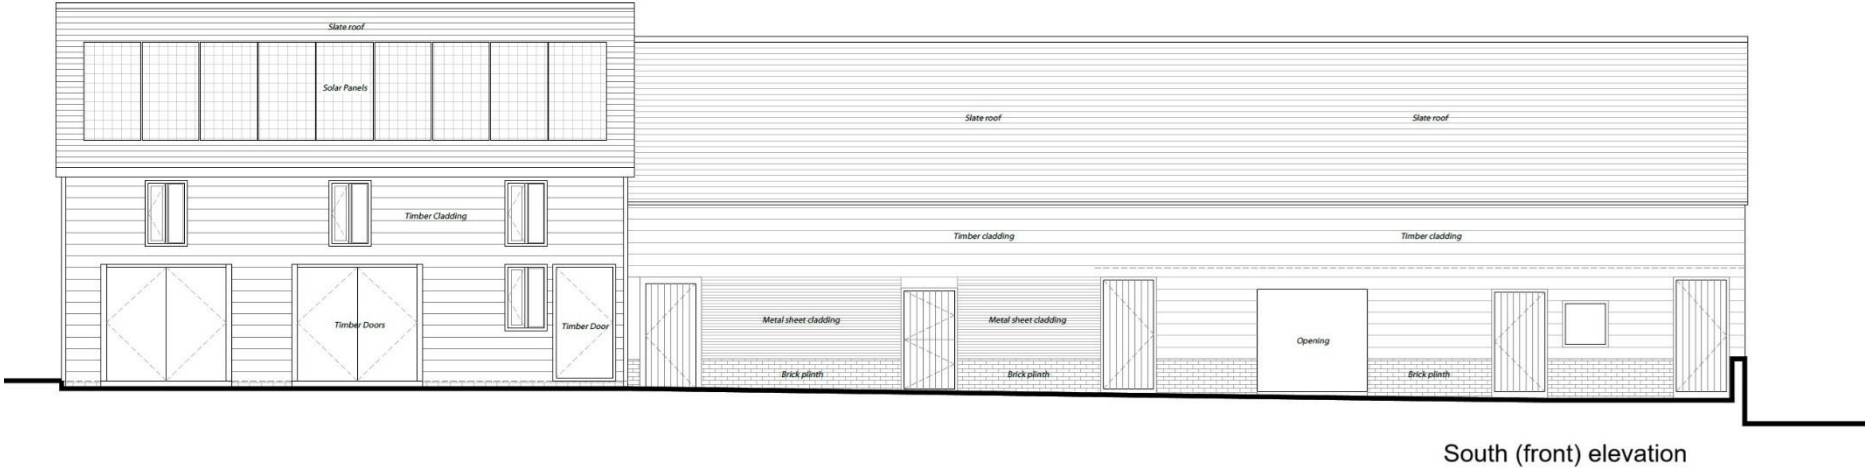 Slate roof
Solar Panels
Slate roof
Slate roof
Timber Cladding
Timber cladding
Timber cladding
Timber Doors
Timber Door
Metal sheet cladding
Metal sheet cladding
Opening
Brick plinth
Brick plinth
Brick plinth
South (front) elevation